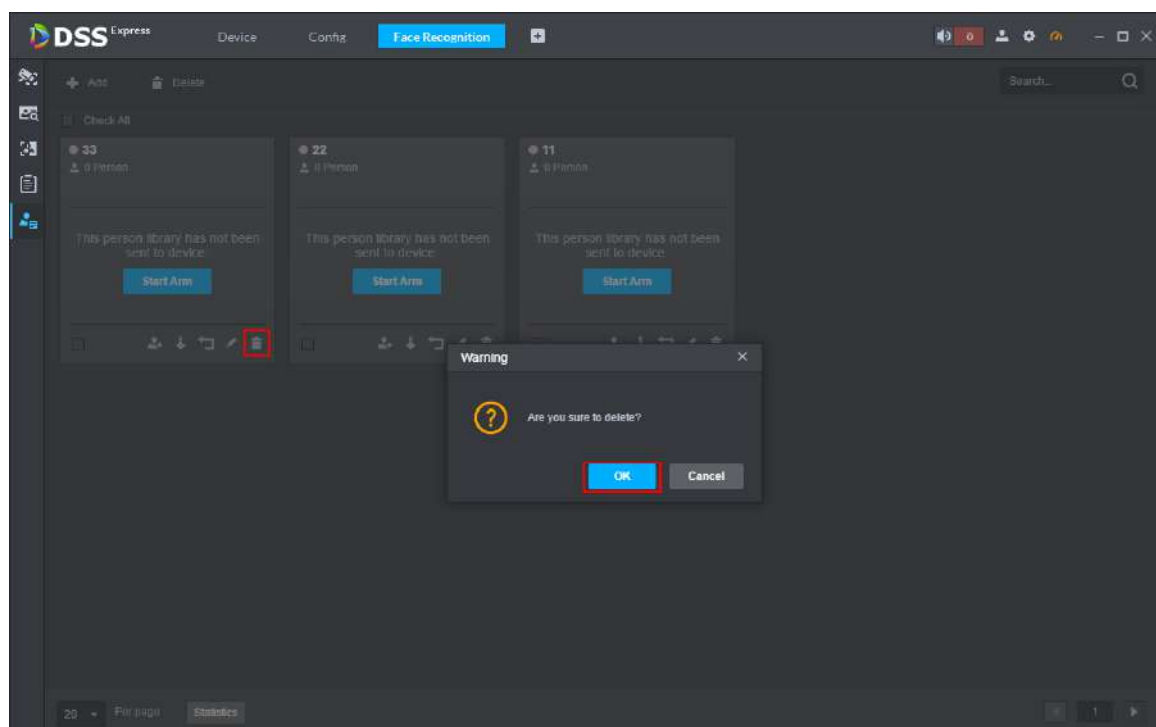 DSS Express Device Config Face Recognition 0
Add Delete Search...
Check All
33 22 11
0 Person 0 Person 0 Person
This person library has not been This person library has not been This person library has not been
sent to device sent to device sent to device
Start Arm Start Arm Start Arm
Warning
Are you sure to delete?
OK Cancel
20 Per page Statistics 1